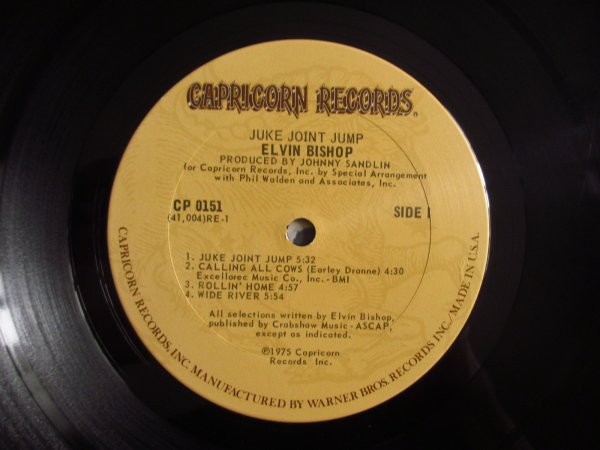 CAPRICORN RECORDS®
JUKE JOINT JUMP
ELVIN BISHOP
PRODUCED BY JOHNNY SANDLIN
for Capricorn Records, Inc. by Special Arrangement
with Phil Walden and Associates, Inc.
CP 0151
(41,004)RE-1
SIDE 1
1. JUKE JOINT JUMP 5:32
2. CALLING ALL COWS (Earley Dranne) 4:30
Excellorec Music Co., Inc.-BMI
3. ROLLIN' HOME 4:57
4. WIDE RIVER 5:54
All selections written by Elvin Bishop,
published by Crabshaw Music - ASCAP,
except as indicated.
℗1975 Capricorn
Records Inc.
CAPRICORN RECORDS, INC. MANUFACTURED BY WARNER BROS. RECORDS INC./MADE IN U.S.A.